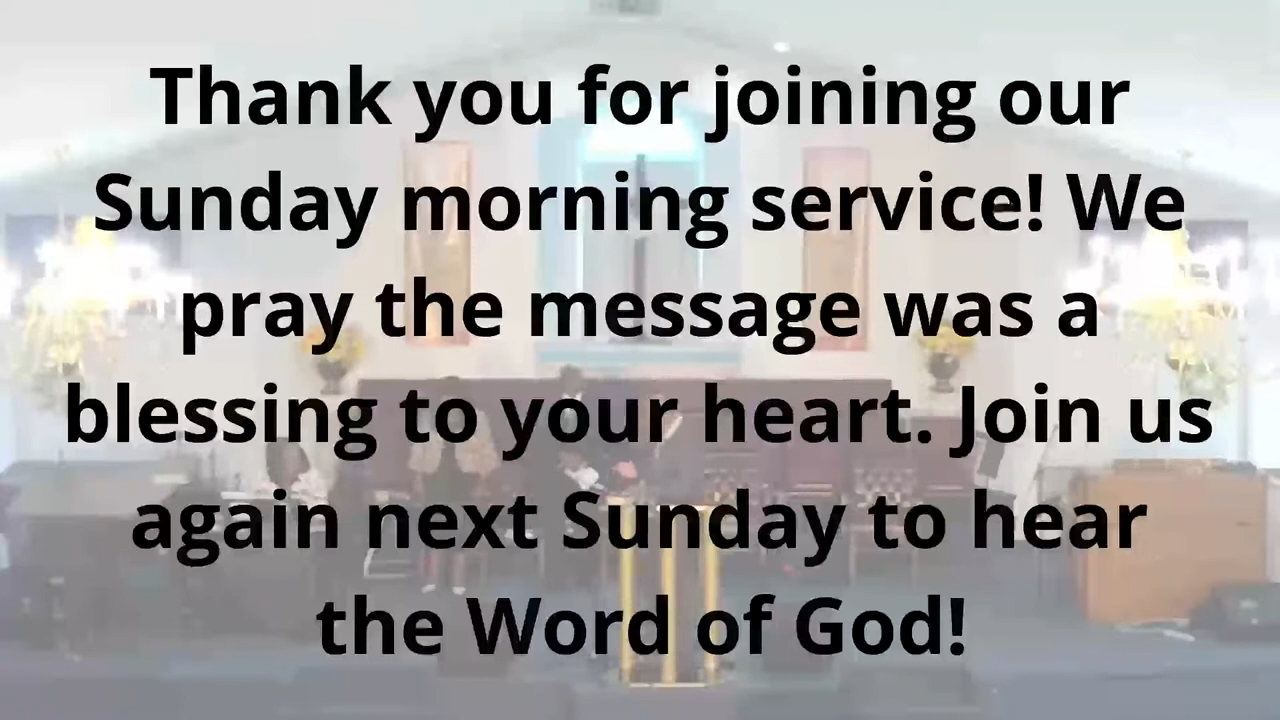 Thank you for joining our
Sunday morning service! We
pray the message was a
blessing to your heart. Join us
again next Sunday to hear
the Word of God!